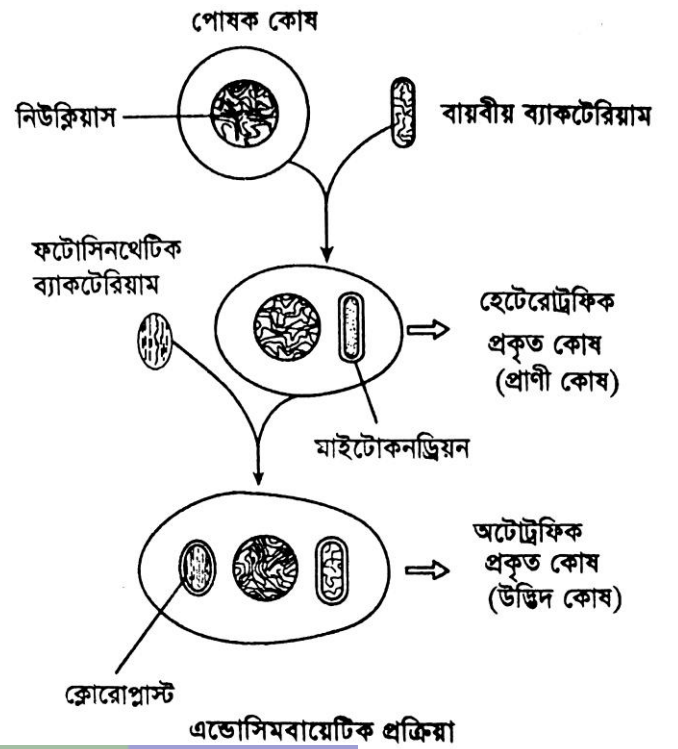 পোষক কোষ
নিউক্লিয়াস
বায়বীয় ব্যাকটেরিয়াম
ফটোসিনথেটিক
ব্যাকটেরিয়াম
হেটেরোট্রফিক
প্রকৃত কোষ
(প্রাণী কোষ)
মাইটোকনড্রিয়ন
অটোট্রফিক
প্রকৃত কোষ
(উদ্ভিদ কোষ)
ক্লোরোপ্লাস্ট
এন্ডোসিমবায়েটিক প্রক্রিয়া